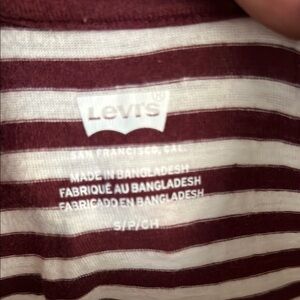 Levi's
SAN FRANCISCO, CAL.
MADE IN BANGLADESH
FABRIQUÉ AU BANGLADESH
FABRICADO EN BANGLADESH
S/P/CH